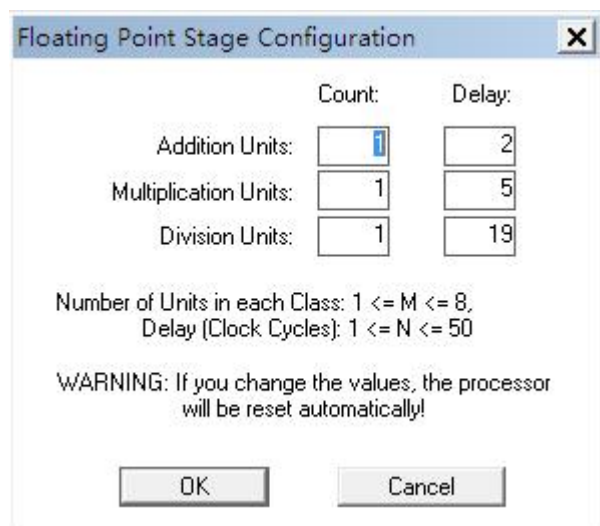 Floating Point Stage Configuration
Count: Delay:
Addition Units: 1 2
Multiplication Units: 1 5
Division Units: 1 19
Number of Units in each Class: 1 <= M <= 8,
Delay (Clock Cycles): 1 <= N <= 50
WARNING: If you change the values, the processor
will be reset automatically!
OK Cancel